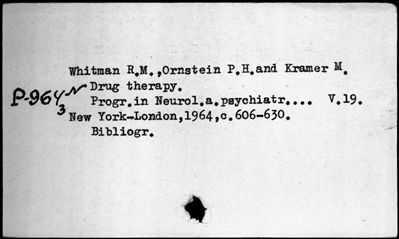 Whitman R.M.,Ornstein P.H.and Kramer M.
Drug therapy.
P-964
3
Progr.in Neurol.a.psychiatr.... V.19.
New York-London,1964,c.606-630.
Bibliogr.